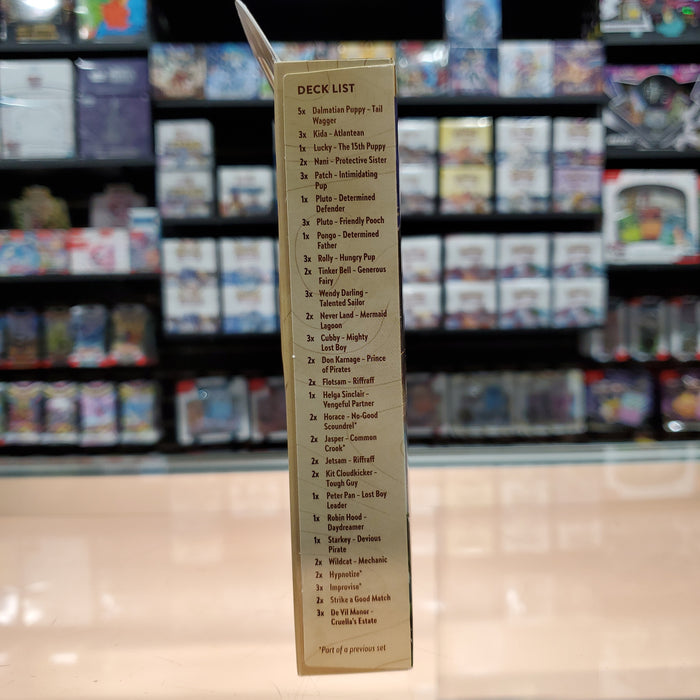 DECK LIST
5x Dalmatian Puppy – Tail
Wagger
3x Kida – Atlantean
1x Lucky – The 15th Puppy
2x Nani – Protective Sister
3x Patch – Intimidating
Pup
1x Pluto – Determined
Defender
3x Pluto – Friendly Pooch
1x Pongo – Determined
Father
3x Rolly – Hungry Pup
2x Tinker Bell – Generous
Fairy
3x Wendy Darling –
Talented Sailor
2x Never Land – Mermaid
Lagoon
3x Cubby – Mighty
Lost Boy
2x Don Karnage – Prince
of Pirates
2x Flotsam – Riffraff
1x Helga Sinclair –
Vengeful Partner
2x Horace – No-Good
Scoundrel*
2x Jasper – Common
Crook*
2x Jetsam – Riffraff
2x Kit Cloudkicker –
Tough Guy
1x Peter Pan – Lost Boy
Leader
1x Robin Hood –
Daydreamer
1x Starkey – Devious
Pirate
2x Wildcat – Mechanic
2x Hypnotize*
3x Improvise*
2x Strike a Good Match
3x De Vil Manor –
Cruella's Estate
*Part of a previous set